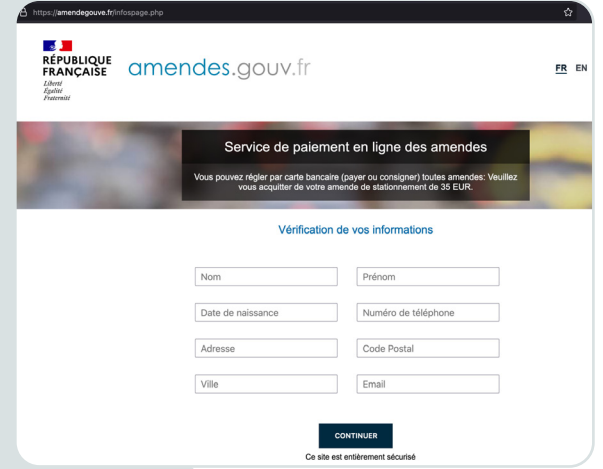 https://amendegouve.fr/infospage.php
RÉPUBLIQUE
FRANÇAISE
Liberté
Égalité
Fraternité
amendes.gouv.fr
FR EN
Service de paiement en ligne des amendes
Vous pouvez régler par carte bancaire (payer ou consigner) toutes amendes: Veuillez
vous acquitter de votre amende de stationnement de 35 EUR.
Vérification de vos informations
Nom Prénom
Date de naissance Numéro de téléphone
Adresse Code Postal
Ville Email
CONTINUER
Ce site est entièrement sécurisé